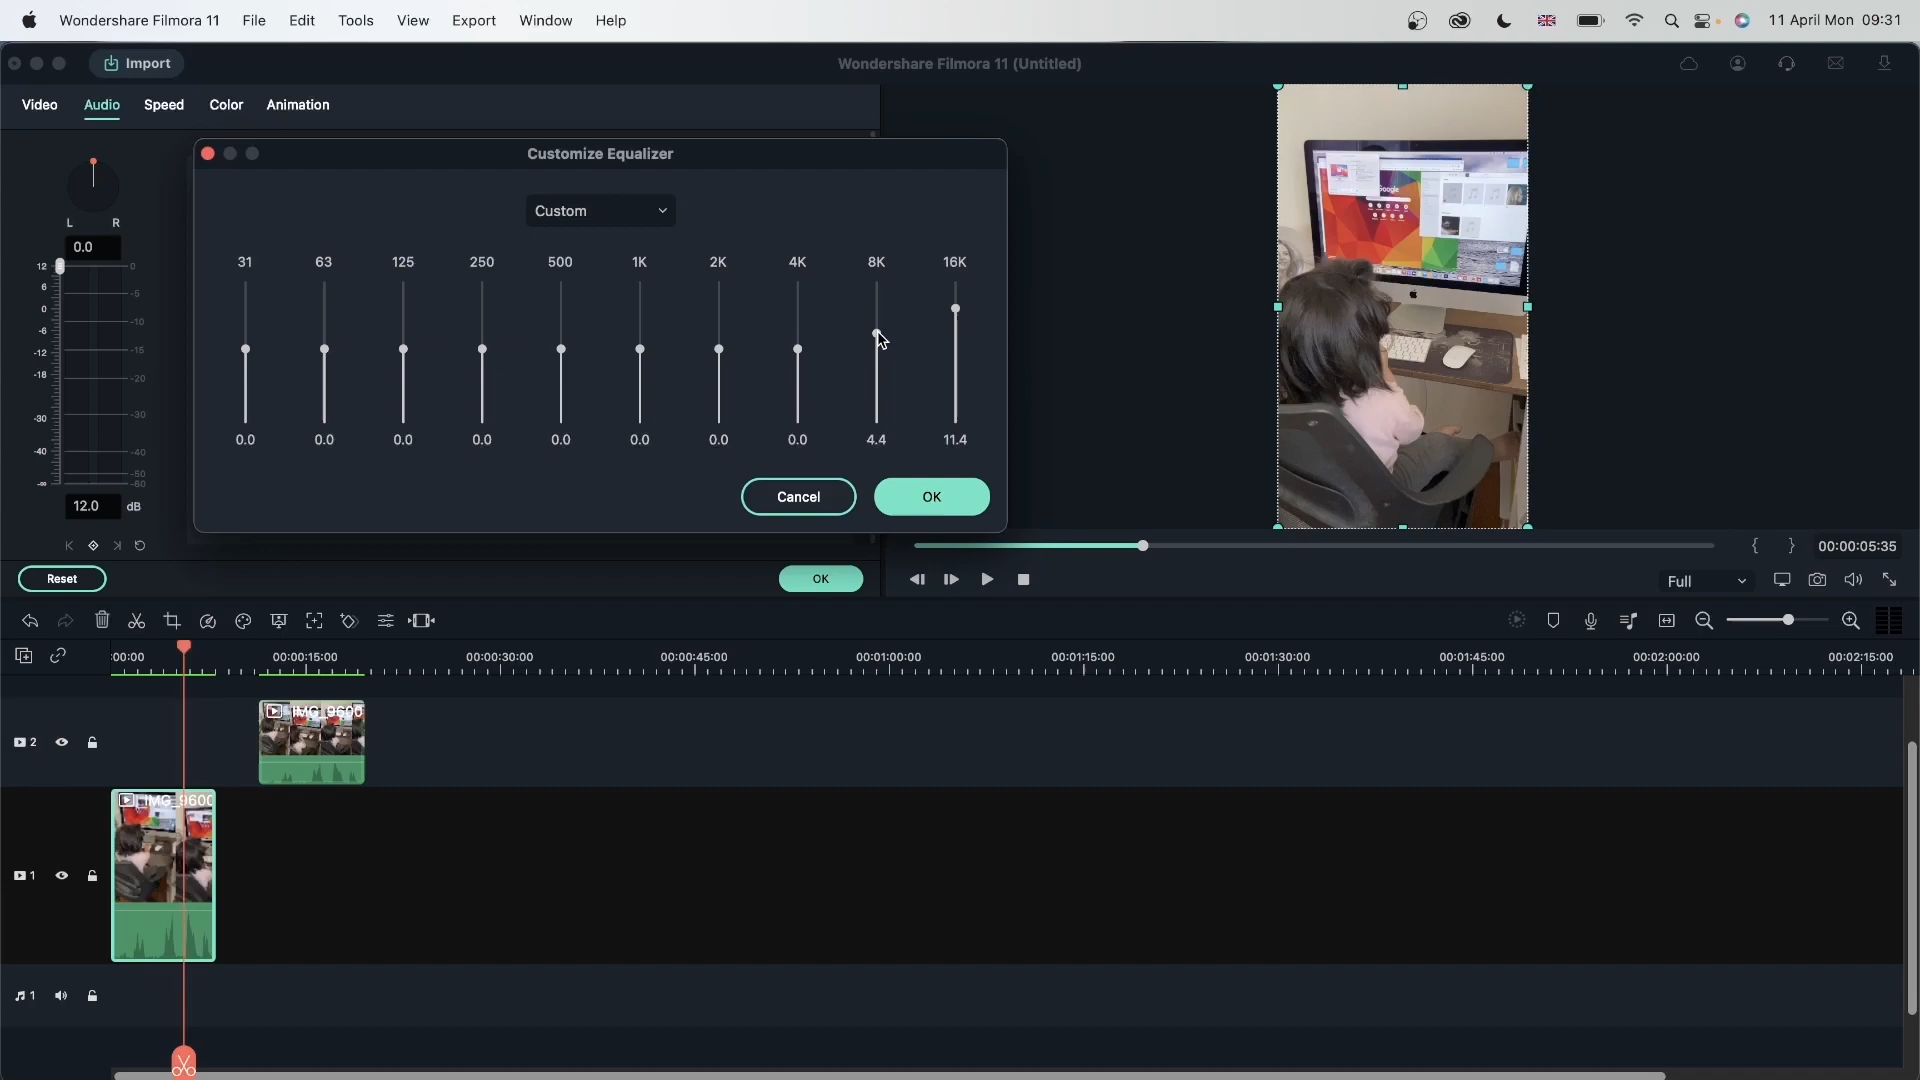 Wondershare Filmora 11 File Edit Tools View Export Window Help 11 April Mon 09:31
Import Wondershare Filmora 11 (Untitled)
Video Audio Speed Color Animation
Customize Equalizer
Custom
L R
0.0
31 63 125 250 500 1K 2K 4K 8K 16K
12 0
6 -5
0 -10
-6
-12 -15
-18 -20
-30 -30
-40 -40
-50
-∞ -60
0.0 0.0 0.0 0.0 0.0 0.0 0.0 0.0 4.4 11.4
Cancel OK
12.0 dB
Google
{ } 00:00:05:35
Reset OK
Full
:00:00 00:00:15:00 00:00:30:00 00:00:45:00 00:01:00:00 00:01:15:00 00:01:30:00 00:01:45:00 00:02:00:00 00:02:15:00
IMG_9600
2
IMG_9600
1
1